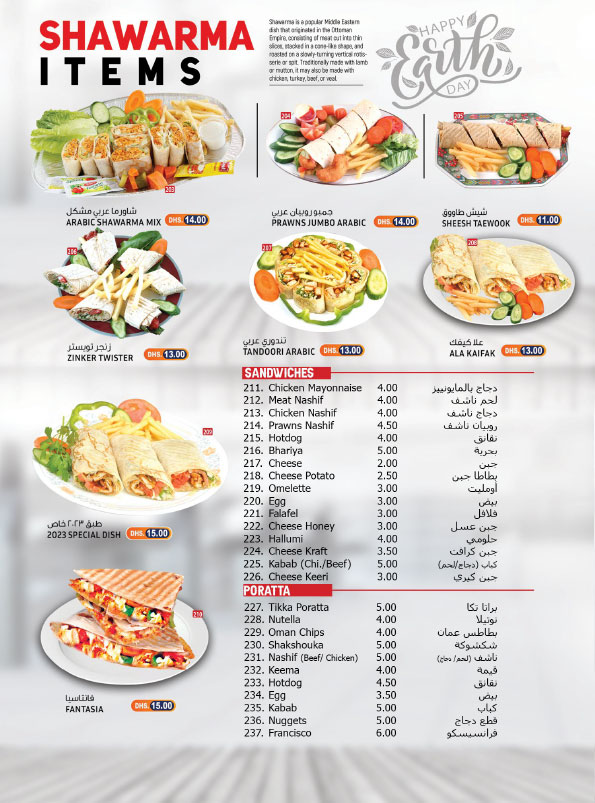 SHAWARMA
ITEMS
Shawarma is a popular Middle Eastern
dish that originated in the Ottoman
Empire, consisting of meat cut into thin
slices, stacked in a cone-like shape, and
roasted on a slowly-turning vertical rotis-
serie or spit. Traditionally made with lamb
or mutton, it may also be made with
chicken, turkey, beef, or veal.
HAPPY
Earth
DAY
203
شاورما عربي مشكل
ARABIC SHAWARMA MIX DHS. 14.00
204
جمبو روبيان عربي
PRAWNS JUMBO ARABIC DHS. 14.00
205
شيش طاووق
SHEESH TAEWOOK DHS. 11.00
206
زنجر تويستر
ZINKER TWISTER DHS. 13.00
207
تندوري عربي
TANDOORI ARABIC DHS. 13.00
208
علا كيفك
ALA KAIFAK DHS. 13.00
209
طبق ٢٠٢٣ خاص
2023 SPECIAL DISH DHS. 15.00
210
فانتاسيا
FANTASIA DHS. 15.00
SANDWICHES
211. Chicken Mayonnaise 4.00 دجاج بالمايونييز
212. Meat Nashif 4.00 لحم ناشف
213. Chicken Nashif 4.00 دجاج ناشف
214. Prawns Nashif 4.50 روبيان ناشف
215. Hotdog 4.00 نقانق
216. Bhariya 5.00 بحرية
217. Cheese 2.00 جبن
218. Cheese Potato 2.50 بطاطا جبن
219. Omelette 3.00 أومليت
220. Egg 3.00 بيض
221. Falafel 3.00 فلافل
222. Cheese Honey 3.00 جبن عسل
223. Hallumi 4.00 حلومي
224. Cheese Kraft 3.50 جبن كرافت
225. Kabab (Chi./Beef) 5.00 كباب (دجاج/لحم)
226. Cheese Keeri 3.00 جبن كيري
PORATTA
227. Tikka Poratta 5.00 براتا تكا
228. Nutella 4.00 نوتيلا
229. Oman Chips 4.00 بطاطس عمان
230. Shakshouka 5.00 شكشوكة
231. Nashif (Beef/ Chicken) 5.00 ناشف (لحم/ دجاج)
232. Keema 4.00 قيمة
233. Hotdog 4.50 نقانق
234. Egg 3.50 بيض
235. Kabab 5.00 كباب
236. Nuggets 5.00 قطع دجاج
237. Francisco 6.00 فرانسيسكو